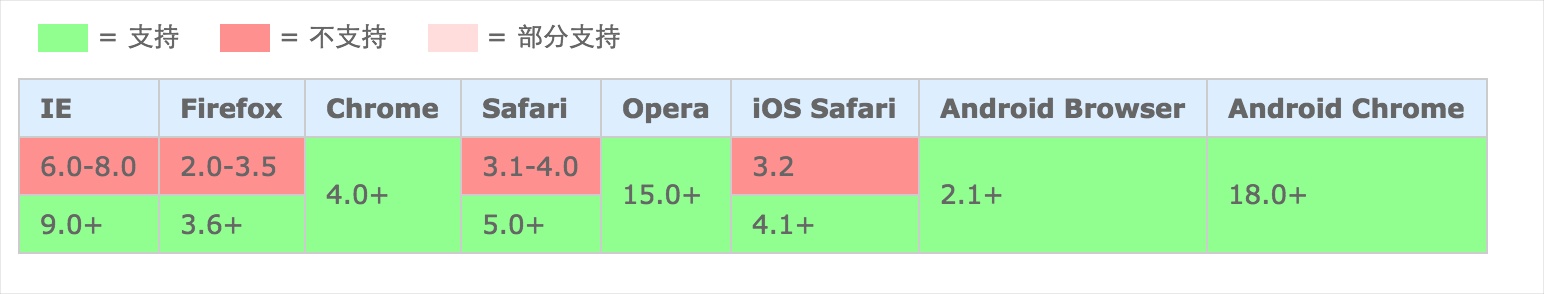 = 支持 = 不支持 = 部分支持
IE Firefox Chrome Safari Opera iOS Safari Android Browser Android Chrome
6.0-8.0 2.0-3.5 4.0+ 3.1-4.0 15.0+ 3.2 2.1+ 18.0+
9.0+ 3.6+ 5.0+ 4.1+